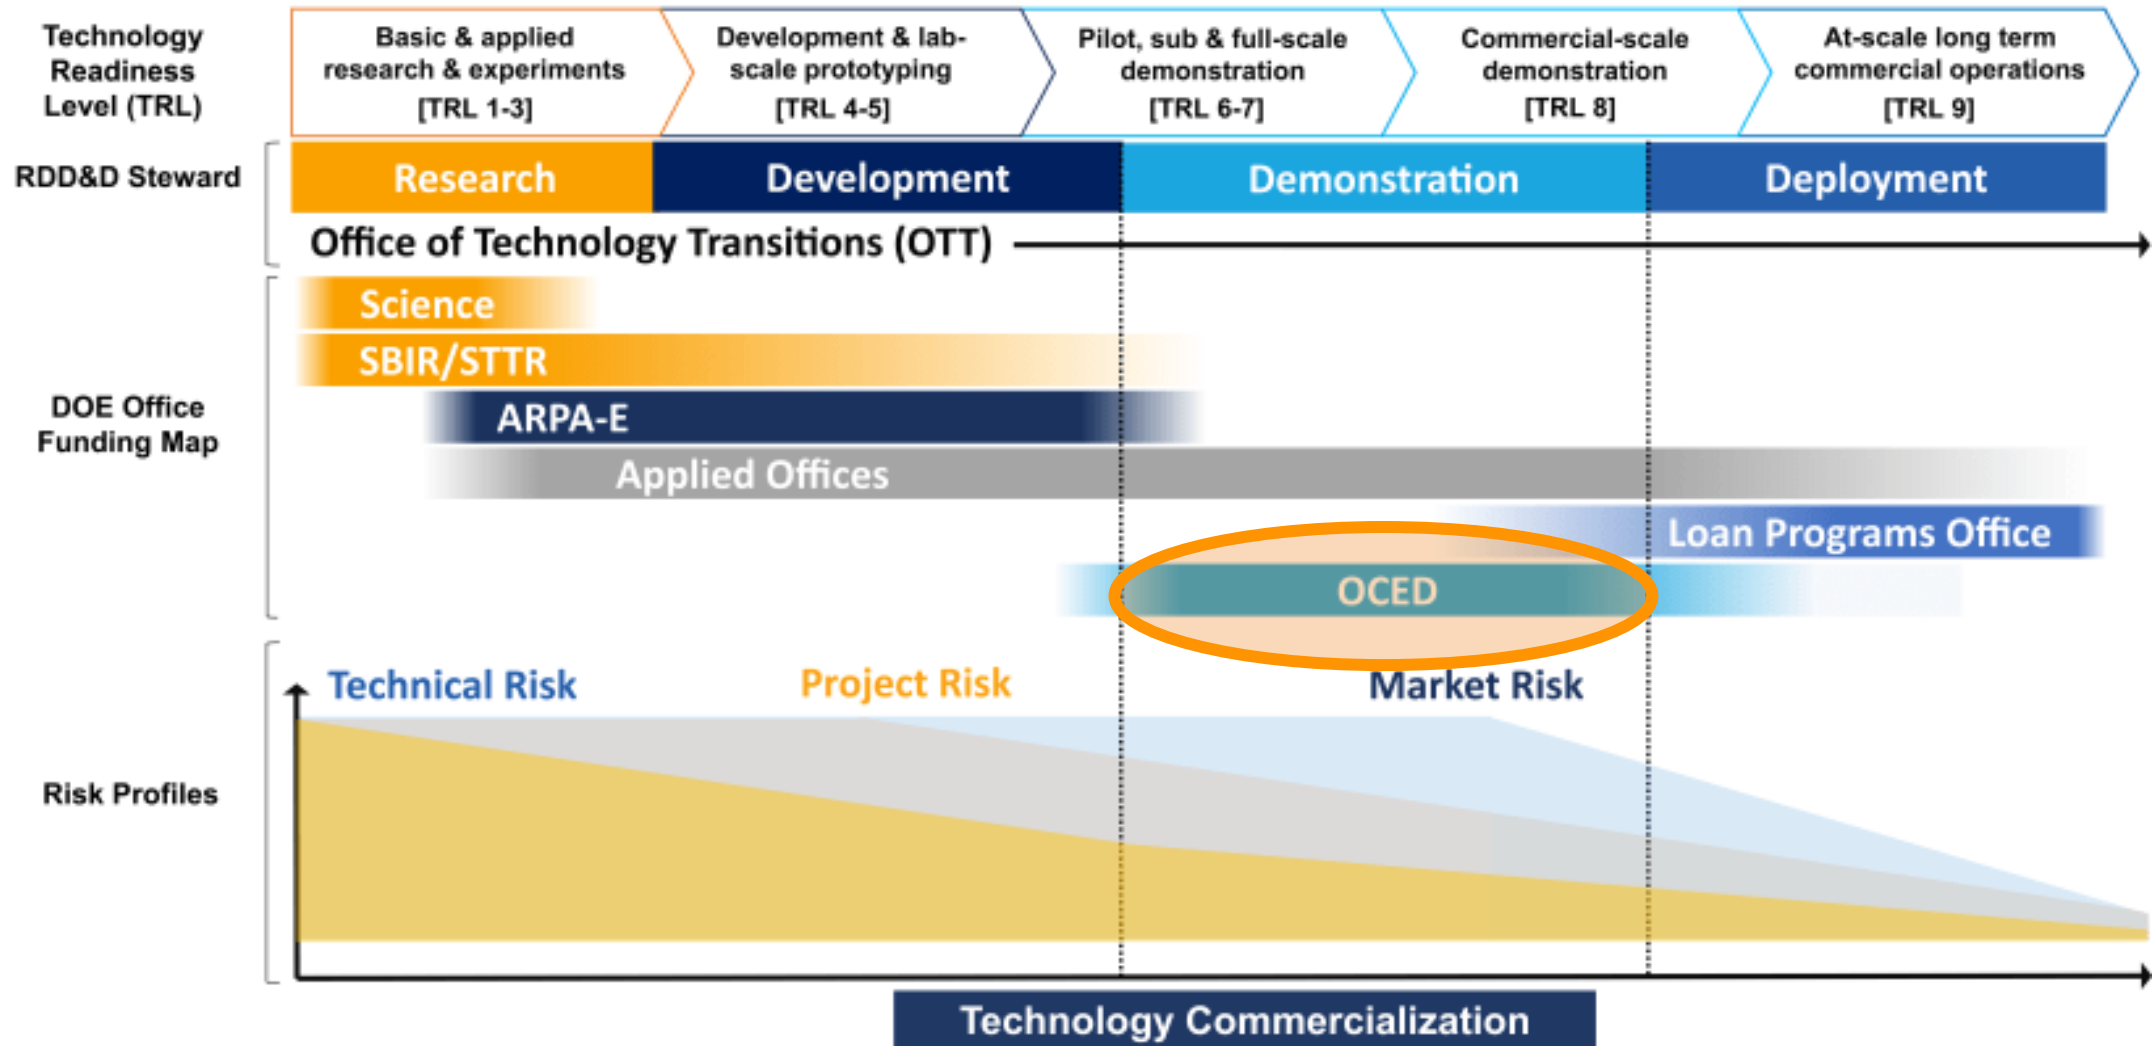 Technology
Readiness
Level (TRL)
Basic & applied
research & experiments
[TRL 1-3]
Development & lab-
scale prototyping
[TRL 4-5]
Pilot, sub & full-scale
demonstration
[TRL 6-7]
Commercial-scale
demonstration
[TRL 8]
At-scale long term
commercial operations
[TRL 9]
RDD&D Steward
Research
Development
Demonstration
Deployment
Office of Technology Transitions (OTT)
DOE Office
Funding Map
Science
SBIR/STTR
ARPA-E
Applied Offices
Loan Programs Office
OCED
Risk Profiles
Technical Risk
Project Risk
Market Risk
Technology Commercialization